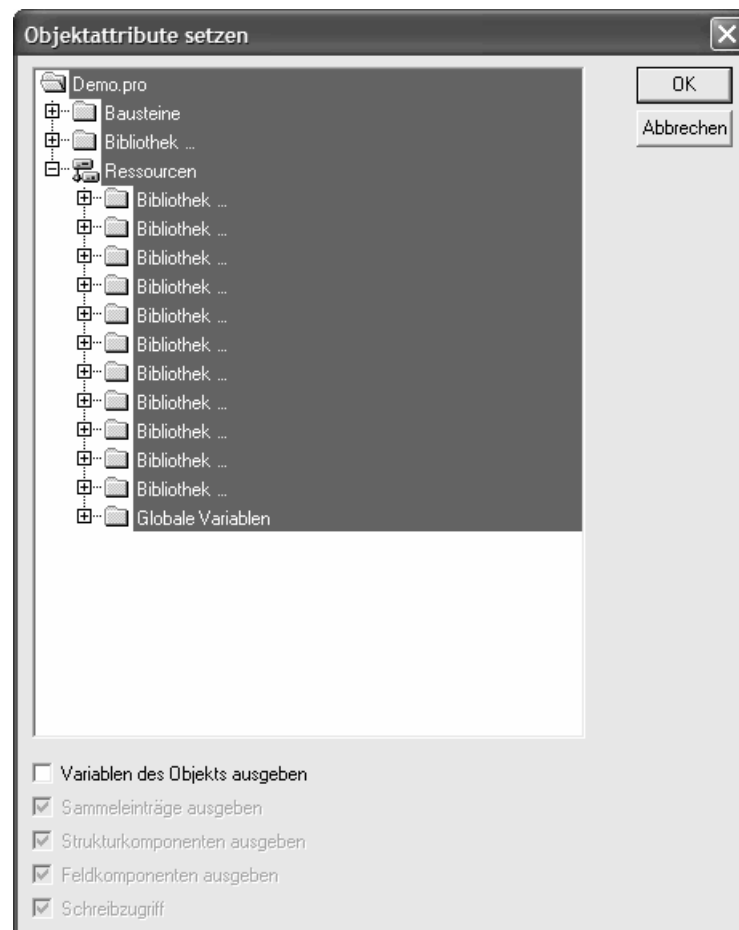 Objektattribute setzen
Demo.pro
OK
Bausteine
Abbrechen
Bibliothek ...
Ressourcen
Bibliothek ...
Bibliothek ...
Bibliothek ...
Bibliothek ...
Bibliothek ...
Bibliothek ...
Bibliothek ...
Bibliothek ...
Bibliothek ...
Bibliothek ...
Bibliothek ...
Globale Variablen
Variablen des Objekts ausgeben
Sammeleinträge ausgeben
Strukturkomponenten ausgeben
Feldkomponenten ausgeben
Schreibzugriff